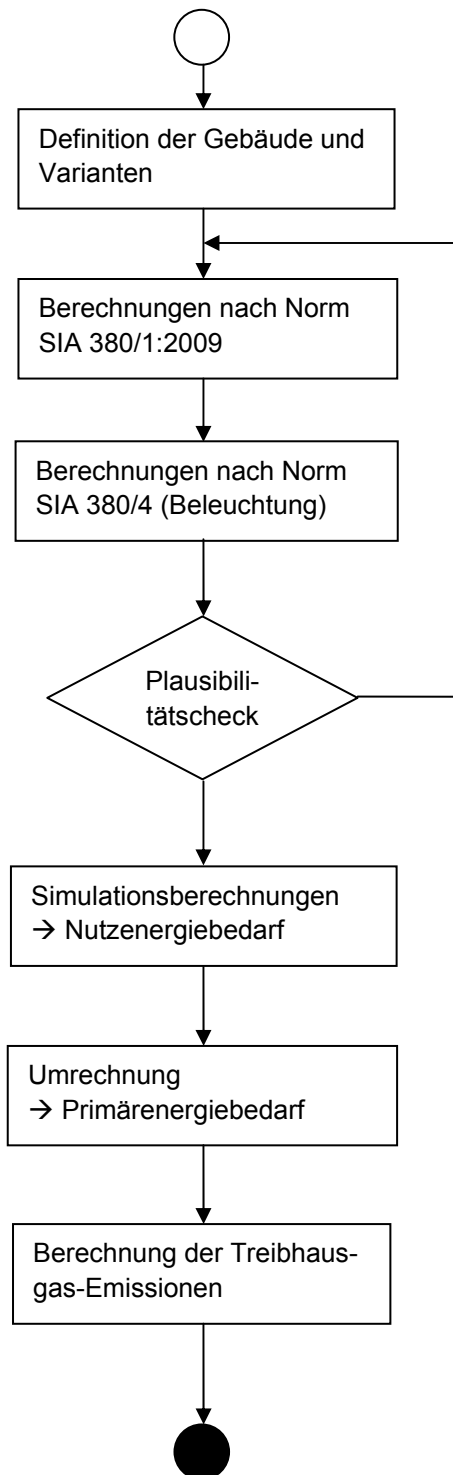 Definition der Gebäude und
Varianten
Berechnungen nach Norm
SIA 380/1:2009
Berechnungen nach Norm
SIA 380/4 (Beleuchtung)
Plausibili-
tätscheck
Simulationsberechnungen
→ Nutzenergiebedarf
Umrechnung
→ Primärenergiebedarf
Berechnung der Treibhaus-
gas-Emissionen